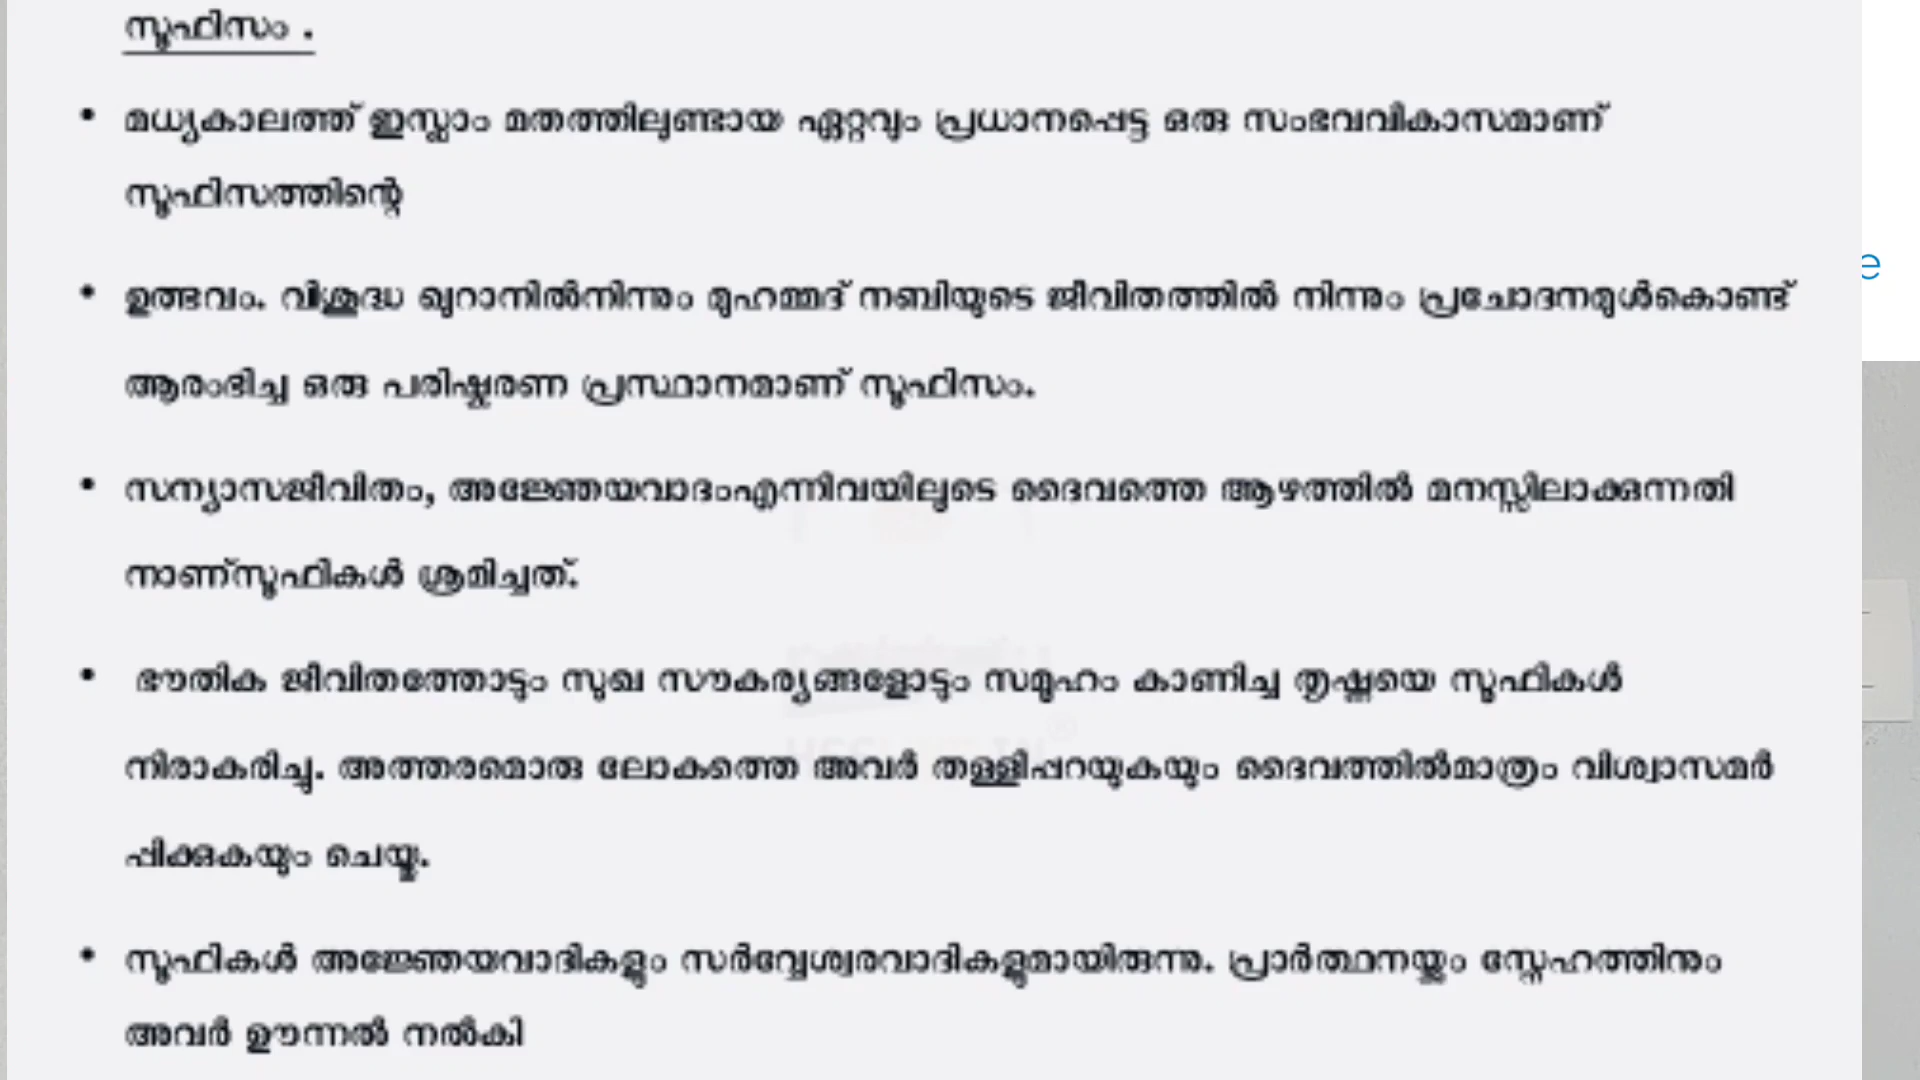 സൂഫിസം .
• മധ്യകാലത്ത് ഇസ്ലാം മതത്തിലുണ്ടായ ഏറ്റവും പ്രധാനപ്പെട്ട ഒരു സംഭവവികാസമാണ്
സൂഫിസത്തിന്റെ
• ഉത്ഭവം. വിശുദ്ധ ഖുറാനിൽനിന്നും മുഹമ്മദ് നബിയുടെ ജീവിതത്തിൽ നിന്നും പ്രചോദനമുൾകൊണ്ട്
ആരംഭിച്ച ഒരു പരിഷ്കരണ പ്രസ്ഥാനമാണ് സൂഫിസം.
• സന്യാസജീവിതം, അജ്ഞേയവാദംഎന്നിവയിലൂടെ ദൈവത്തെ ആഴത്തിൽ മനസ്സിലാക്കുന്നതി
നാണ്സൂഫികൾ ശ്രമിച്ചത്.
• ഭൗതിക ജീവിതത്തോടും സുഖ സൗകര്യങ്ങളോടും സമൂഹം കാണിച്ച തൃഷ്ണയെ സൂഫികൾ
നിരാകരിച്ചു. അത്തരമൊരു ലോകത്തെ അവർ തള്ളിപ്പറയുകയും ദൈവത്തിൽമാത്രം വിശ്വാസമർ
പ്പിക്കുകയും ചെയ്തു.
• സൂഫികൾ അജ്ഞേയവാദികളും സർവ്വേശ്വരവാദികളുമായിരുന്നു. പ്രാർത്ഥനയ്ക്കും സ്നേഹത്തിനും
അവർ ഊന്നൽ നൽകി
e